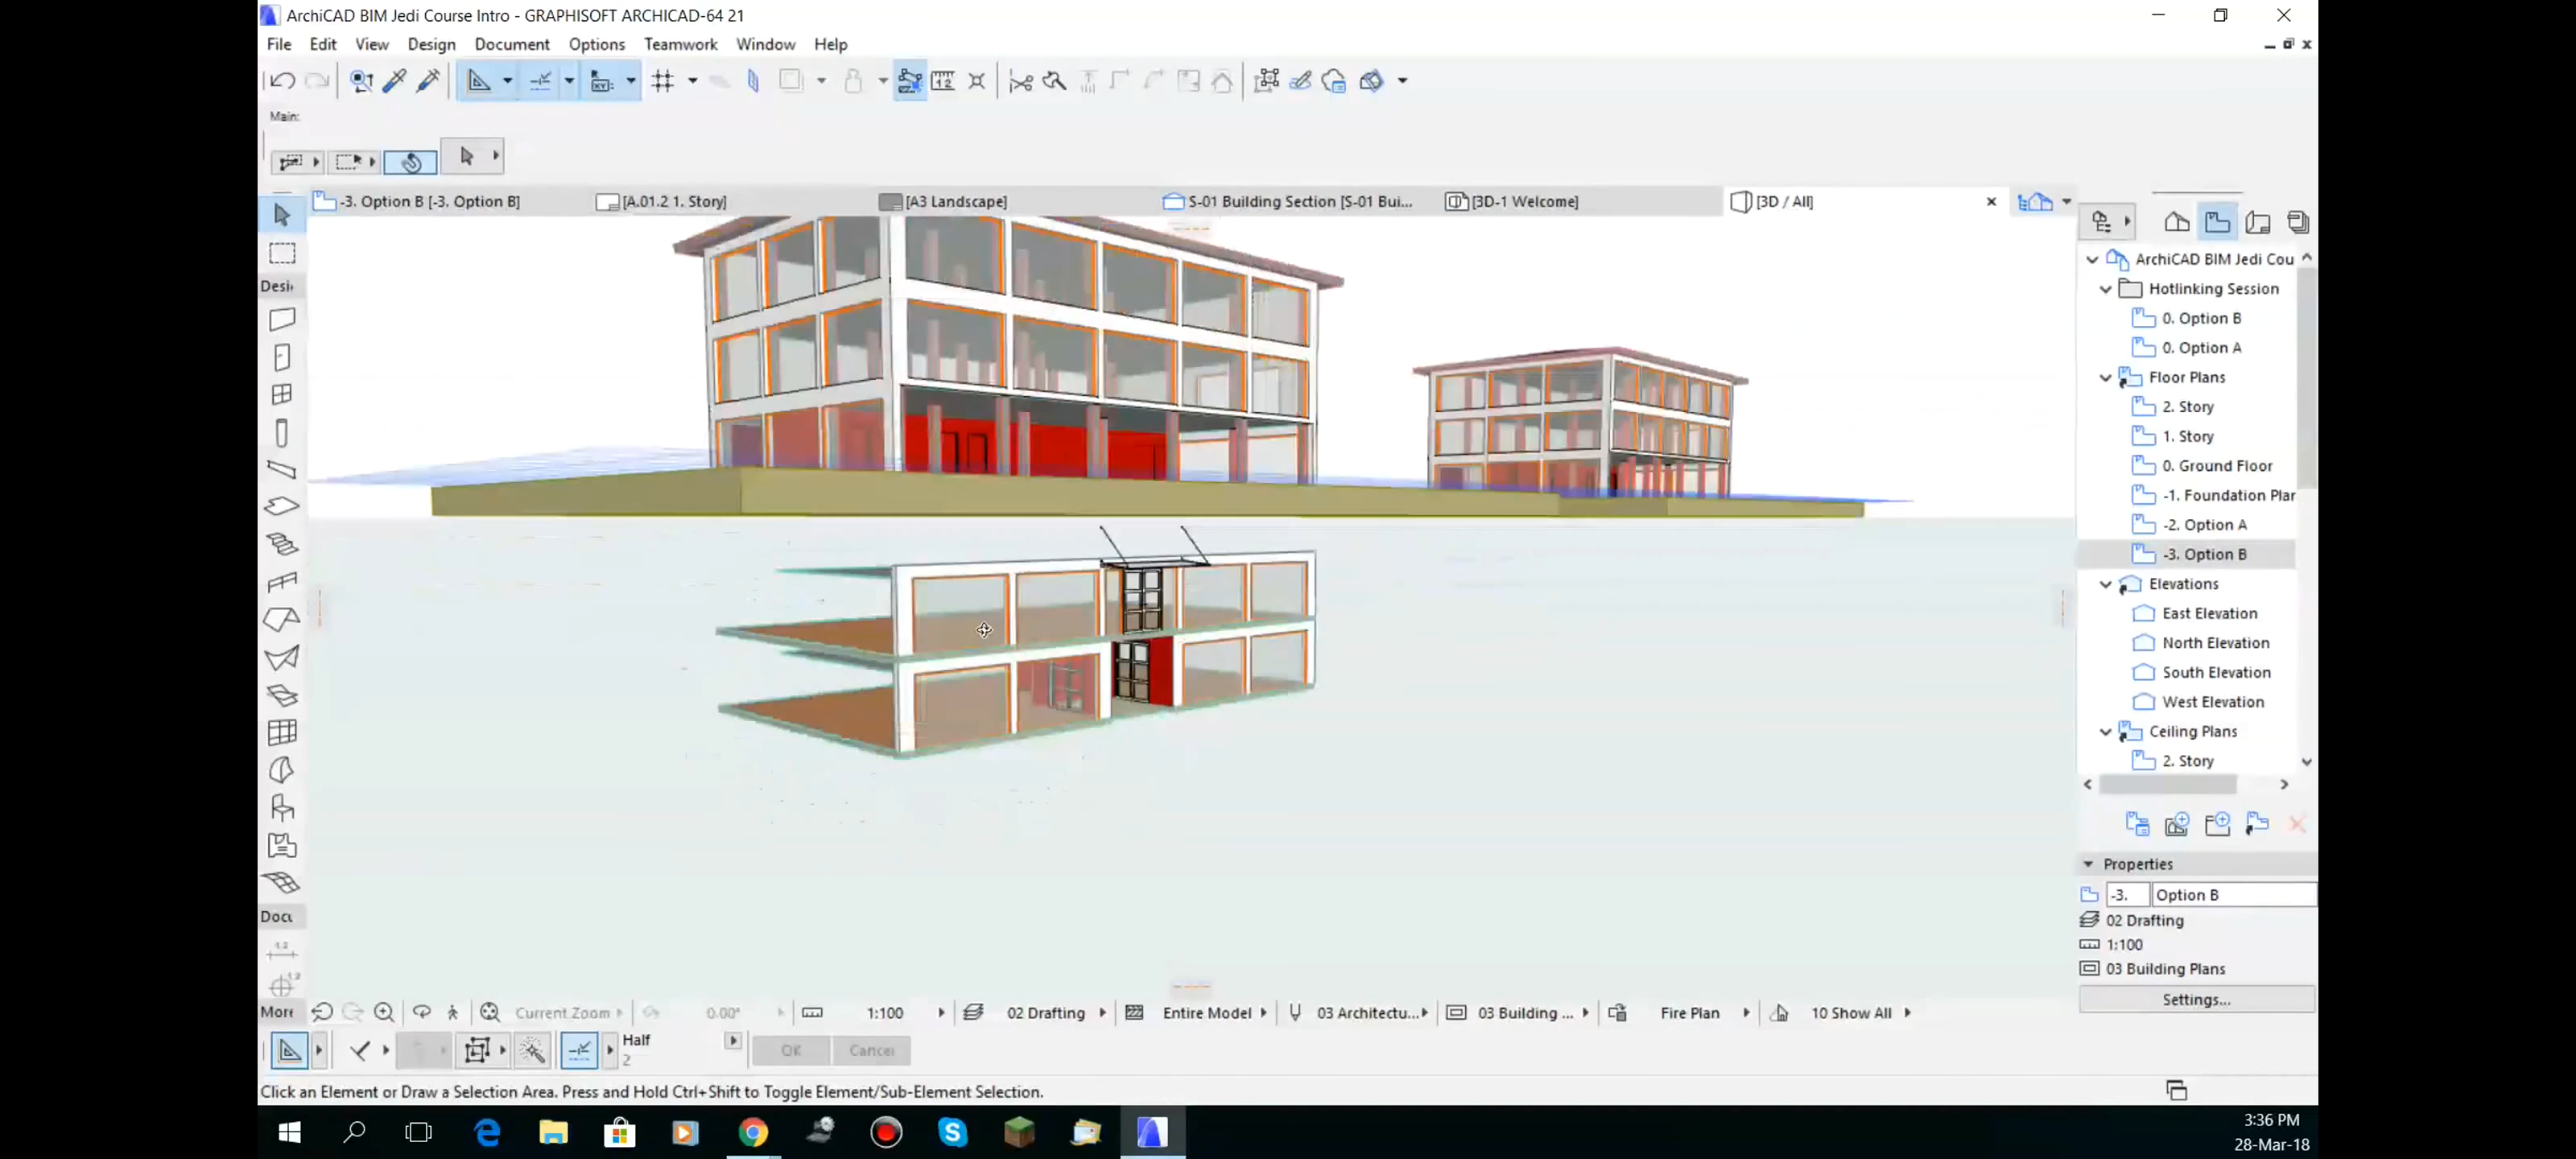 ArchiCAD BIM Jedi Course Intro - GRAPHISOFT ARCHICAD-64 21
File Edit View Design Document Options Teamwork Window Help
Main:
-3. Option B [-3. Option B] [A.01.2 1. Story] [A3 Landscape] S-01 Building Section [S-01 Bui... [3D-1 Welcome] [3D / All]
Desi
ArchiCAD BIM Jedi Cou
Hotlinking Session
0. Option B
0. Option A
Floor Plans
2. Story
1. Story
0. Ground Floor
-1. Foundation Plar
-2. Option A
-3. Option B
Elevations
East Elevation
North Elevation
South Elevation
West Elevation
Ceiling Plans
2. Story
Properties
-3. Option B
02 Drafting
1:100
03 Building Plans
Settings...
Docu
1.2
1.2
More
Current Zoom 0.00° 1:100 02 Drafting Entire Model 03 Architectu... 03 Building ... Fire Plan 10 Show All
Half
2
OK Cancel
Click an Element or Draw a Selection Area. Press and Hold Ctrl+Shift to Toggle Element/Sub-Element Selection.
3:36 PM
28-Mar-18